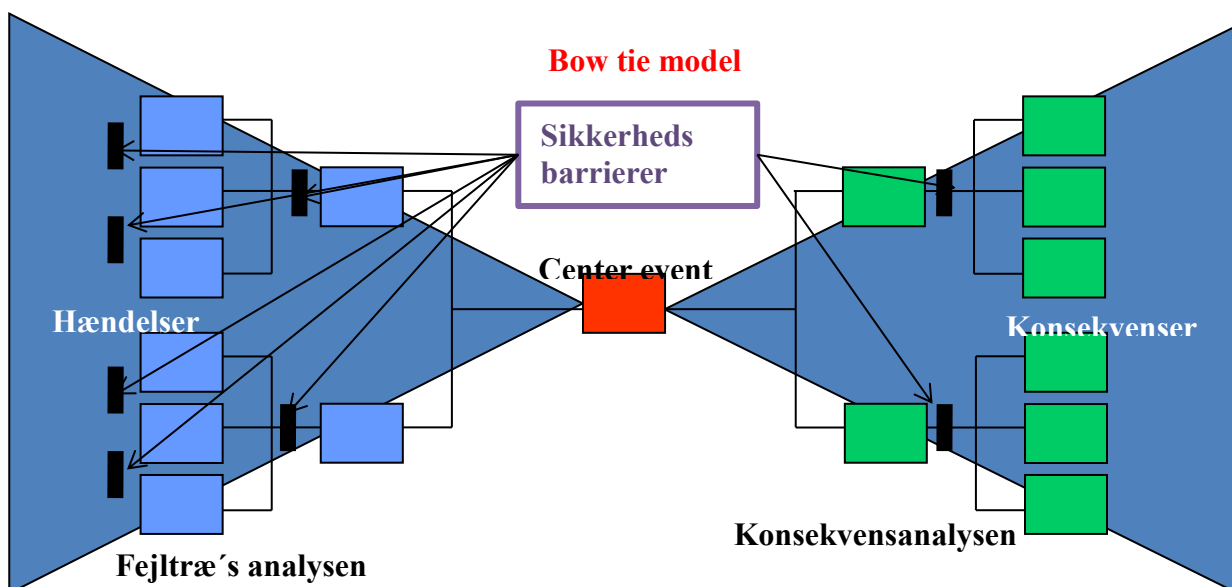 Bow tie model
Sikkerheds
barrierer
Center event
Hændelser
Konsekvenser
Konsekvensanalysen
Fejltræ´s analysen